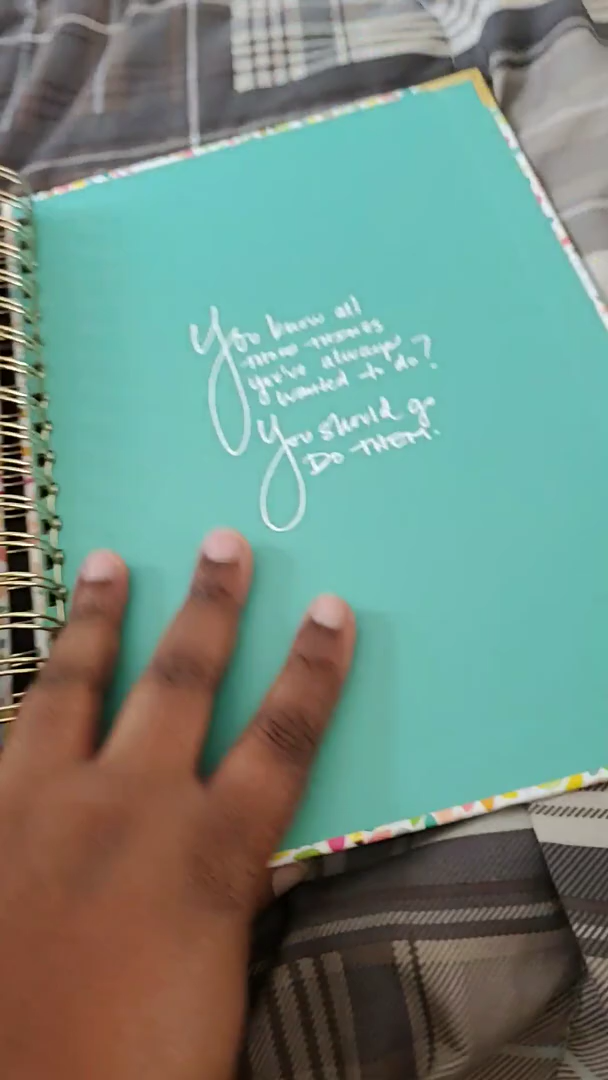 You know all
THOSE THINGS
you've always
wanted to do?
You should go
DO THEM.